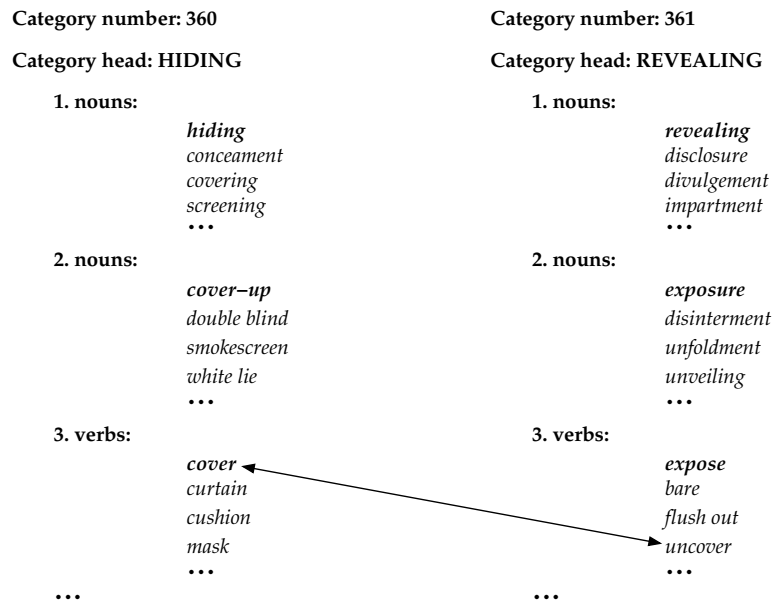 Category number: 360
Category head: HIDING
1. nouns:
hiding
conceament
covering
screening
...
2. nouns:
cover–up
double blind
smokescreen
white lie
...
3. verbs:
cover
curtain
cushion
mask
...
...
Category number: 361
Category head: REVEALING
1. nouns:
revealing
disclosure
divulgement
impartment
...
2. nouns:
exposure
disinterment
unfoldment
unveiling
...
3. verbs:
expose
bare
flush out
uncover
...
...